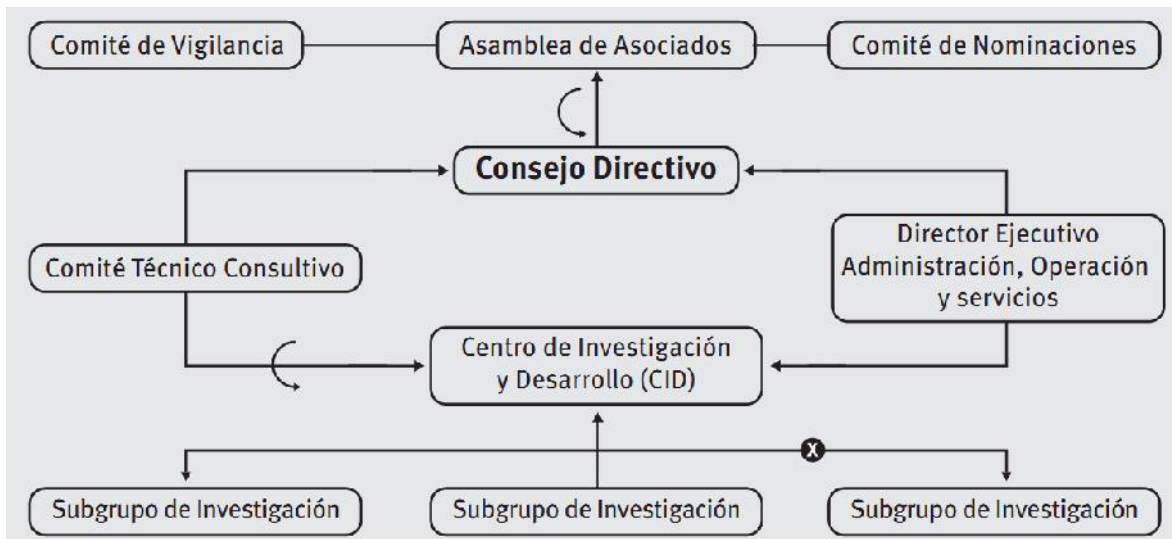 Comité de Vigilancia
Asamblea de Asociados
Comité de Nominaciones
Consejo Directivo
Comité Técnico Consultivo
Director Ejecutivo
Administración, Operación
y servicios
Centro de Investigación
y Desarrollo (CID)
X
Subgrupo de Investigación
Subgrupo de Investigación
Subgrupo de Investigación